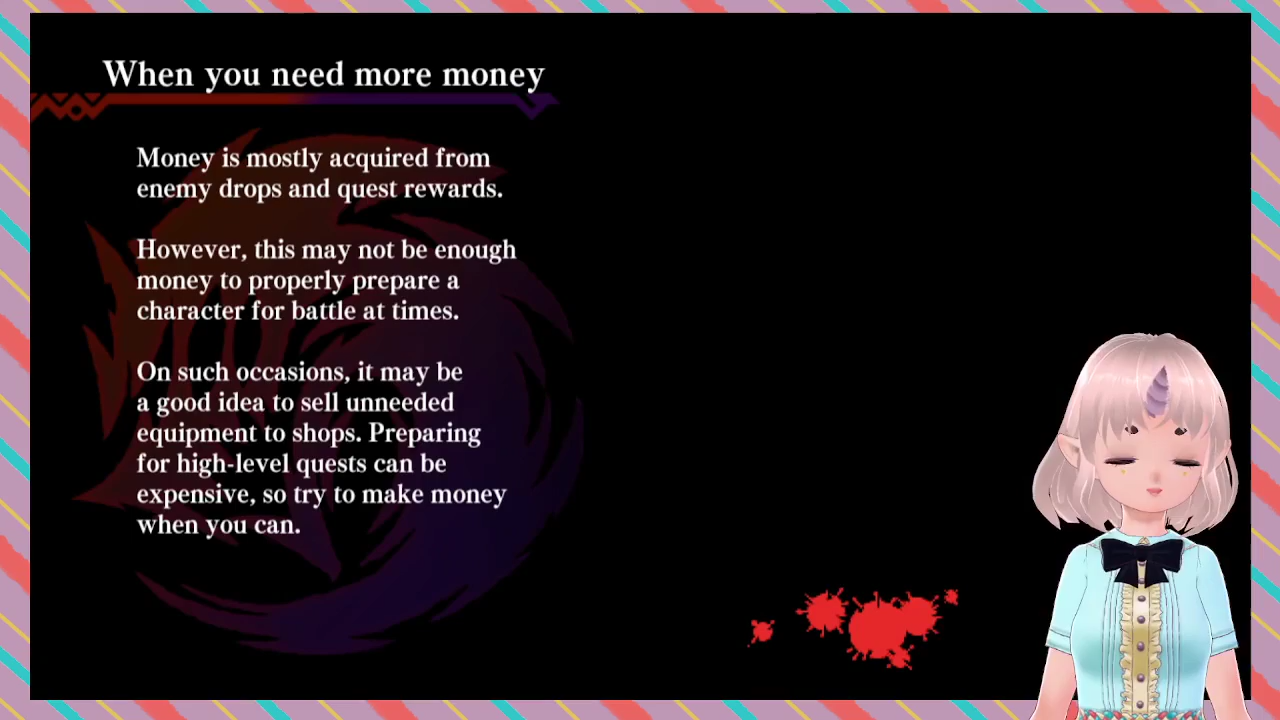 When you need more money
Money is mostly acquired from
enemy drops and quest rewards.
However, this may not be enough
money to properly prepare a
character for battle at times.
On such occasions, it may be
a good idea to sell unneeded
equipment to shops. Preparing
for high-level quests can be
expensive, so try to make money
when you can.